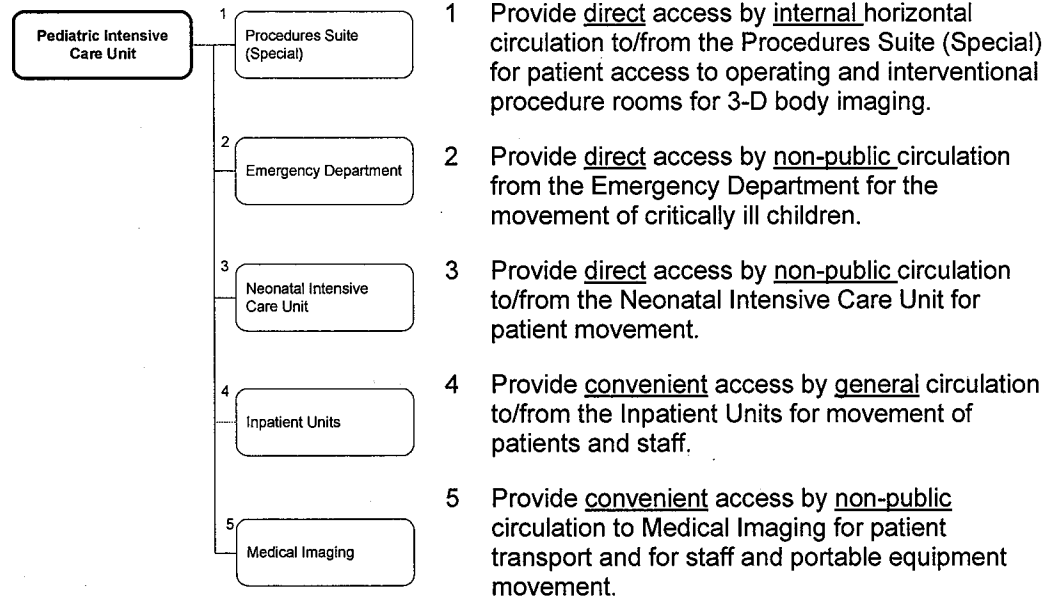 Pediatric Intensive
Care Unit
1
Procedures Suite
(Special)
2
Emergency Department
3
Neonatal Intensive
Care Unit
4
Inpatient Units
5
Medical Imaging
1 Provide direct access by internal horizontal
circulation to/from the Procedures Suite (Special)
for patient access to operating and interventional
procedure rooms for 3-D body imaging.
2 Provide direct access by non-public circulation
from the Emergency Department for the
movement of critically ill children.
3 Provide direct access by non-public circulation
to/from the Neonatal Intensive Care Unit for
patient movement.
4 Provide convenient access by general circulation
to/from the Inpatient Units for movement of
patients and staff.
5 Provide convenient access by non-public
circulation to Medical Imaging for patient
transport and for staff and portable equipment
movement.